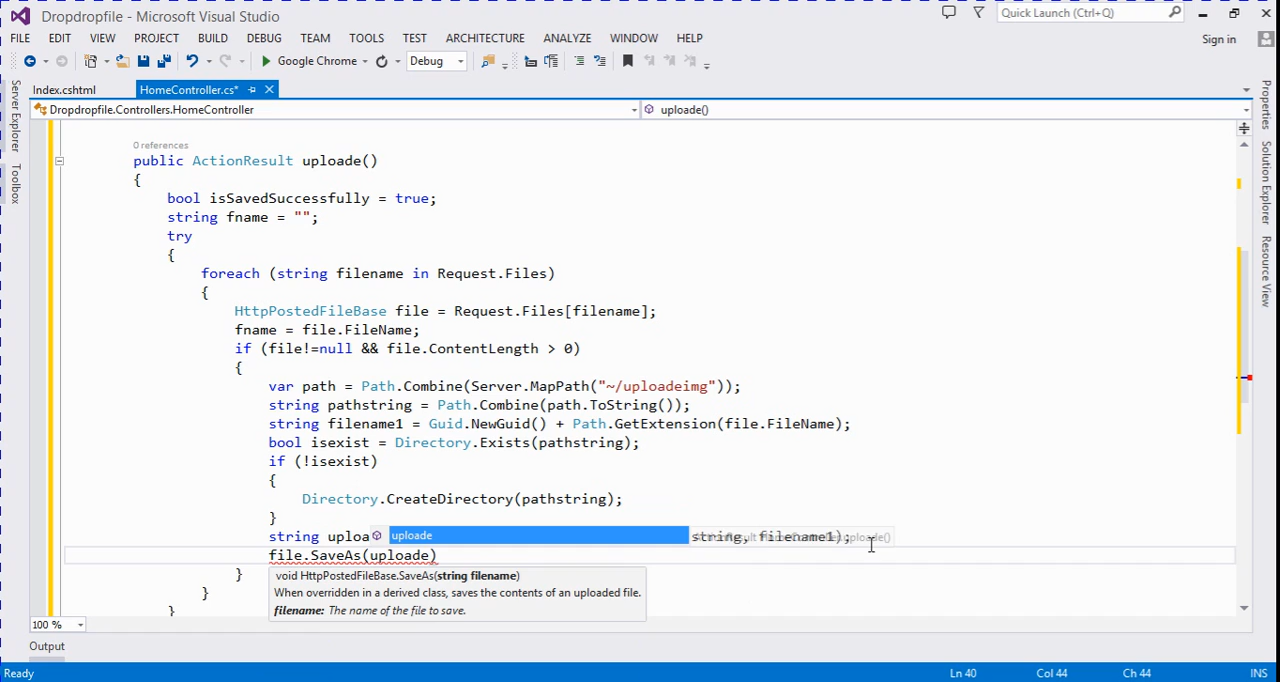 Dropdropfile - Microsoft Visual Studio
Quick Launch (Ctrl+Q)
FILE EDIT VIEW PROJECT BUILD DEBUG TEAM TOOLS TEST ARCHITECTURE ANALYZE WINDOW HELP
Sign in
Google Chrome
Debug
Server Explorer
Toolbox
Properties
Solution Explorer
Resource View
Index.cshtml
HomeController.cs*
Dropdropfile.Controllers.HomeController
uploade()
0 references
public ActionResult uploade()
{
bool isSavedSuccessfully = true;
string fname = "";
try
{
foreach (string filename in Request.Files)
{
HttpPostedFileBase file = Request.Files[filename];
fname = file.FileName;
if (file!=null && file.ContentLength > 0)
{
var path = Path.Combine(Server.MapPath("~/uploadeimg"));
string pathstring = Path.Combine(path.ToString());
string filename1 = Guid.NewGuid() + Path.GetExtension(file.FileName);
bool isexist = Directory.Exists(pathstring);
if (!isexist)
{
Directory.CreateDirectory(pathstring);
}
string uploa
uploade
string, filename1);
file.SaveAs(uploade)
}
void HttpPostedFileBase.SaveAs(string filename)
When overridden in a derived class, saves the contents of an uploaded file.
filename: The name of the file to save.
}
}
100 %
Output
Ready
Ln 40
Col 44
Ch 44
INS